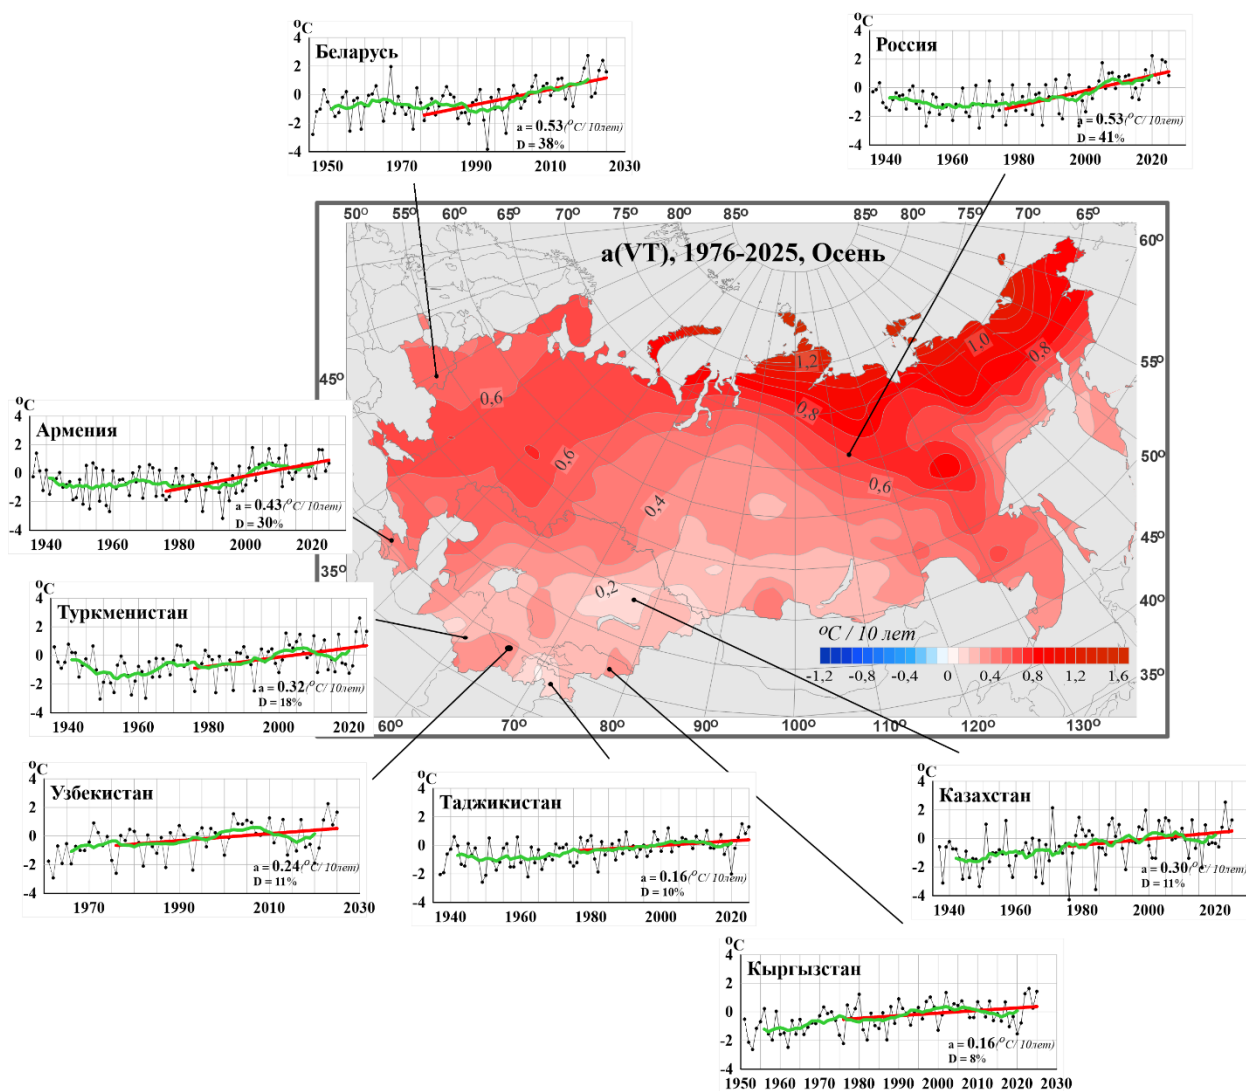 °C
Беларусь
4
2
0
-2
-4
a = 0.53(°C/ 10лет)
D = 38%
1950 1970 1990 2010 2030
°C
Россия
4
2
0
-2
-4
a = 0.53(°C/ 10лет)
D = 41%
1940 1960 1980 2000 2020
50° 55° 60° 65° 70° 75° 80° 85° 85° 80° 75° 70° 65°
60°
55°
50°
45°
40°
35°
45°
35°
a(VT), 1976-2025, Осень
1,2
1,0
0,8
0,8
0,6
0,6
0,6
0,4
0,2
°C / 10 лет
-1,2 -0,8 -0,4 0 0,4 0,8 1,2 1,6
60° 70° 80° 90° 100° 110° 120° 130°
°C
Армения
4
2
0
-2
-4
a = 0.43(°C/ 10лет)
D = 30%
1940 1960 1980 2000 2020
°C
Туркменистан
4
2
0
-2
-4
a = 0.32(°C/ 10лет)
D = 18%
1940 1960 1980 2000 2020
°C
Узбекистан
4
2
0
-2
-4
a = 0.24(°C/ 10лет)
D = 11%
1970 1990 2010 2030
°C
Таджикистан
4
2
0
-2
-4
a = 0.16(°C/ 10лет)
D = 10%
1940 1960 1980 2000 2020
°C
Казахстан
4
2
0
-2
-4
a = 0.30(°C/ 10лет)
D = 11%
1940 1960 1980 2000 2020
°C
Кыргызстан
4
2
0
-2
-4
a = 0.16(°C/ 10лет)
D = 8%
1950 1960 1970 1980 1990 2000 2010 2020 2030